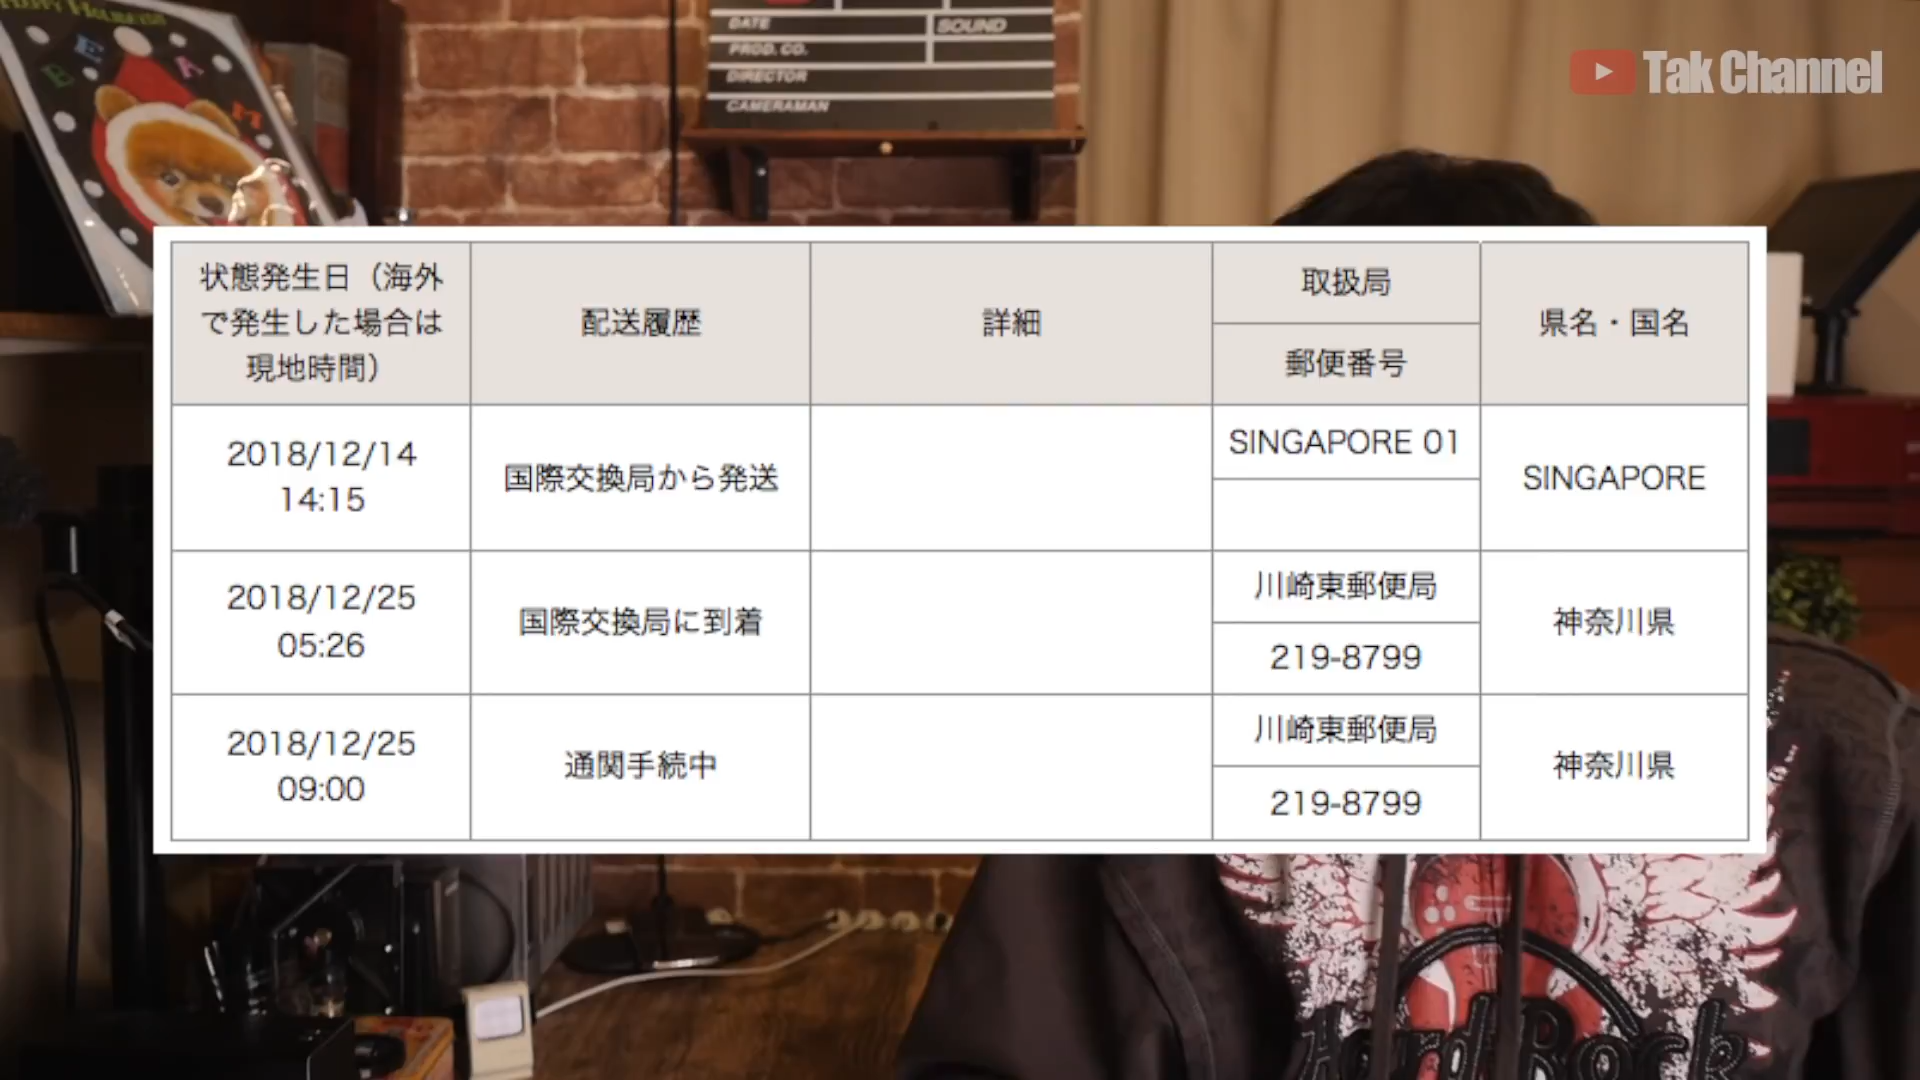 HAPPY HOLIDAYS
BEAMS
DATE
SOUND
PROD. CO.
DIRECTOR
CAMERAMAN
Tak Channel
状態発生日（海外
で発生した場合は
現地時間）
配送履歴
詳細
取扱局
郵便番号
県名・国名
2018/12/14
14:15
国際交換局から発送
SINGAPORE 01
SINGAPORE
2018/12/25
05:26
国際交換局に到着
川崎東郵便局
219-8799
神奈川県
2018/12/25
09:00
通関手続中
川崎東郵便局
219-8799
神奈川県
Hard Rock